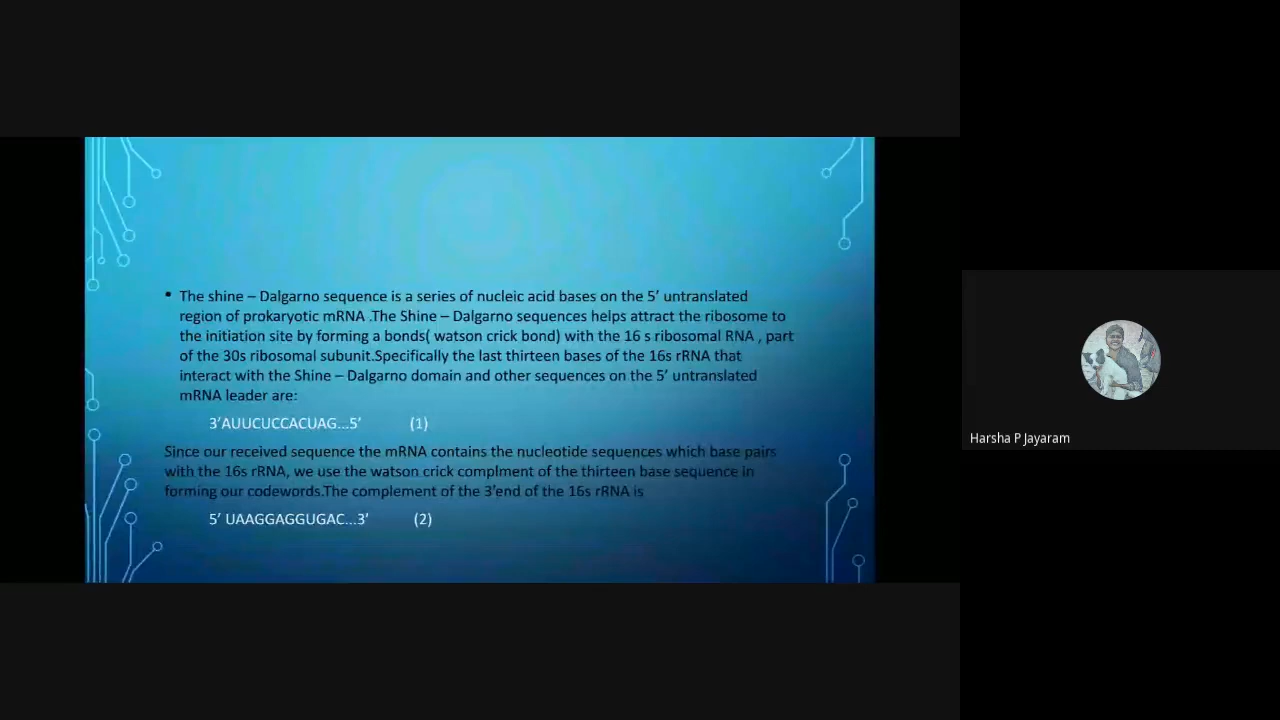 The shine – Dalgarno sequence is a series of nucleic acid bases on the 5' untranslated
region of prokaryotic mRNA .The Shine – Dalgarno sequences helps attract the ribosome to
the initiation site by forming a bonds( watson crick bond) with the 16 s ribosomal RNA , part
of the 30s ribosomal subunit.Specifically the last thirteen bases of the 16s rRNA that
interact with the Shine – Dalgarno domain and other sequences on the 5' untranslated
mRNA leader are:
3'AUUCUCCACUAG...5' (1)
Since our received sequence the mRNA contains the nucleotide sequences which base pairs
with the 16s rRNA, we use the watson crick complment of the thirteen base sequence in
forming our codewords.The complement of the 3'end of the 16s rRNA is
5' UAAGGAGGUGAC...3' (2)
Harsha P Jayaram